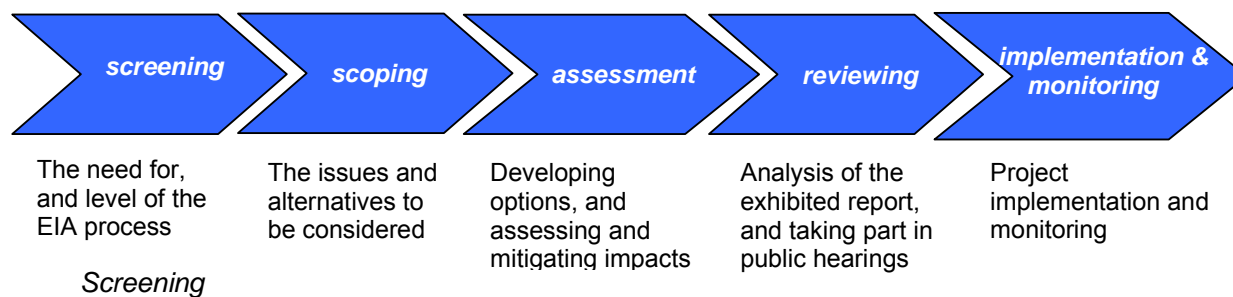 screening
scoping
assessment
reviewing
implementation &
monitoring
The need for,
and level of the
EIA process
The issues and
alternatives to
be considered
Developing
options, and
assessing and
mitigating impacts
Analysis of the
exhibited report,
and taking part in
public hearings
Project
implementation and
monitoring
Screening